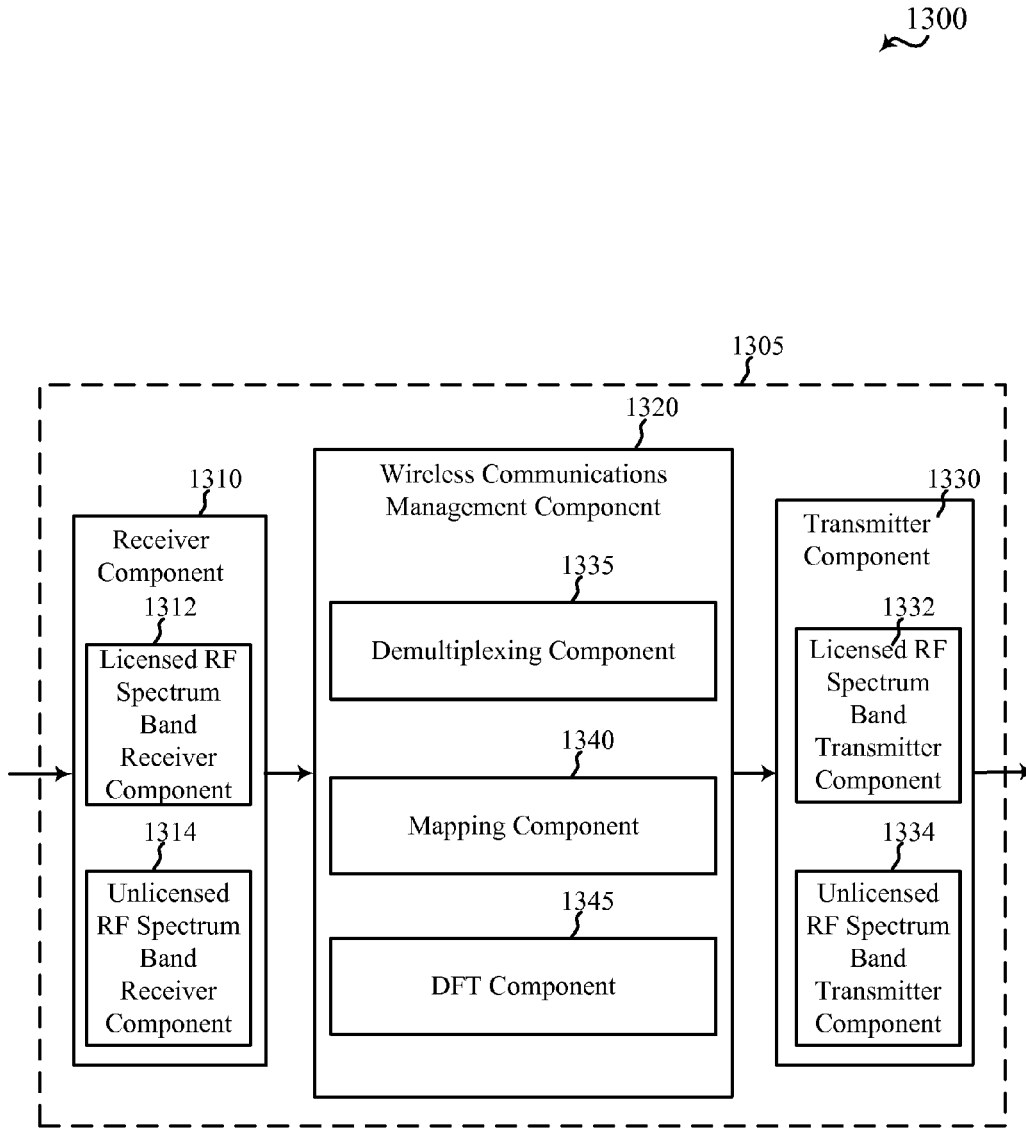 1300
1305
1320
Wireless Communications
Management Component
1310
Receiver
Component
1330
Transmitter
Component
1335
Demultiplexing Component
1312
Licensed RF
Spectrum
Band
Receiver
Component
1332
Licensed RF
Spectrum
Band
Transmitter
Component
1340
Mapping Component
1314
Unlicensed
RF Spectrum
Band
Receiver
Component
1334
Unlicensed
RF Spectrum
Band
Transmitter
Component
1345
DFT Component